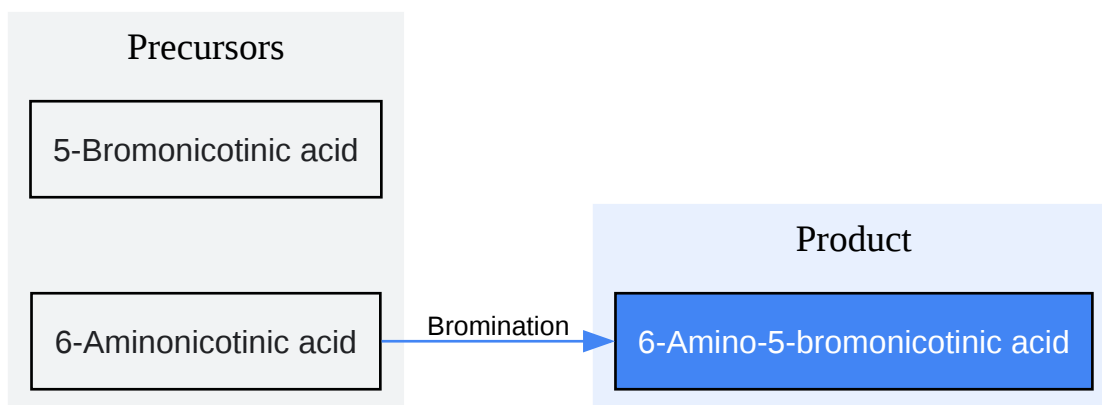 Precursors
5-Bromonicotinic acid
6-Aminonicotinic acid
Bromination
Product
6-Amino-5-bromonicotinic acid